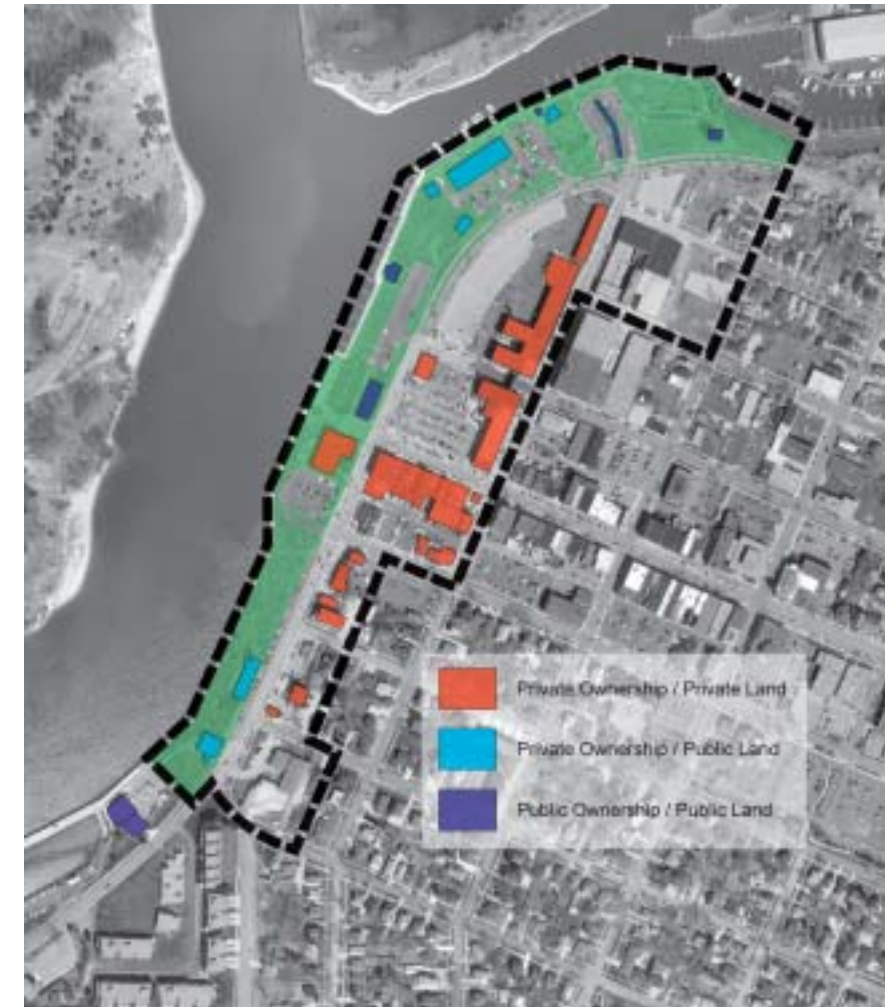 Private Ownership / Private Land
Private Ownership / Public Land
Public Ownership / Public Land